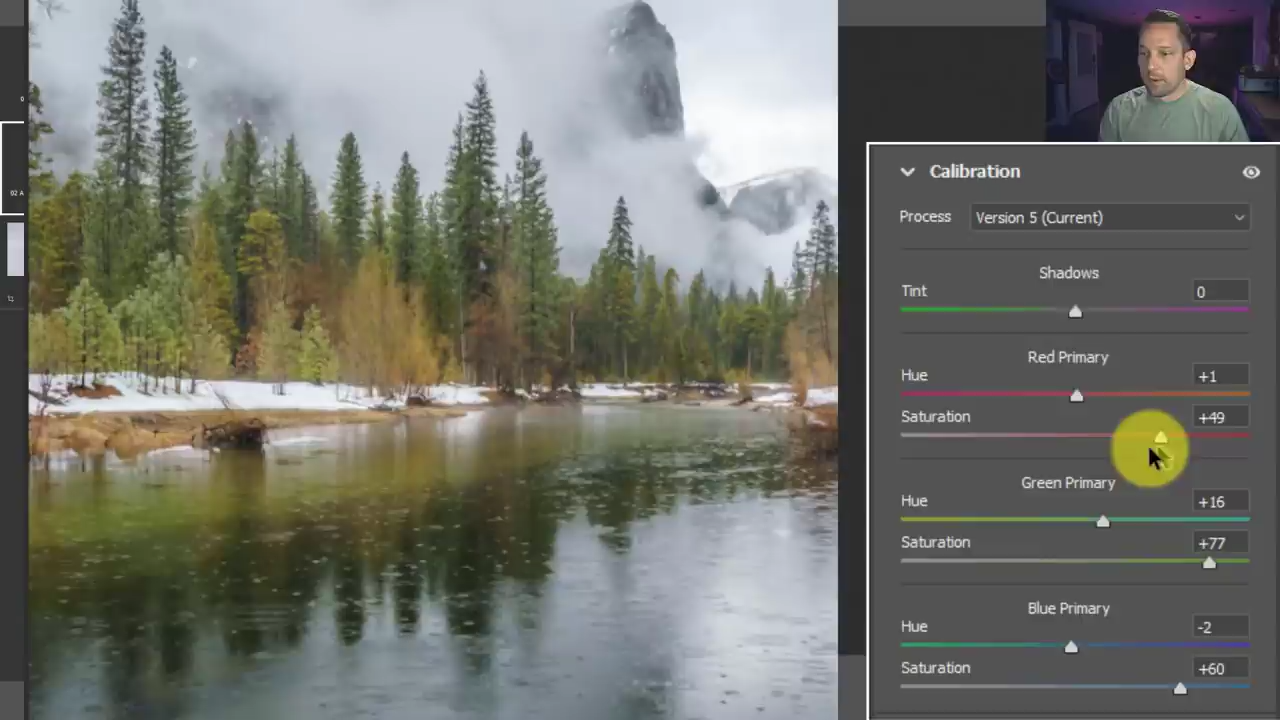 02 A
Calibration
Process Version 5 (Current)
Shadows
Tint 0
Red Primary
Hue +1
Saturation +49
Green Primary
Hue +16
Saturation +77
Blue Primary
Hue -2
Saturation +60